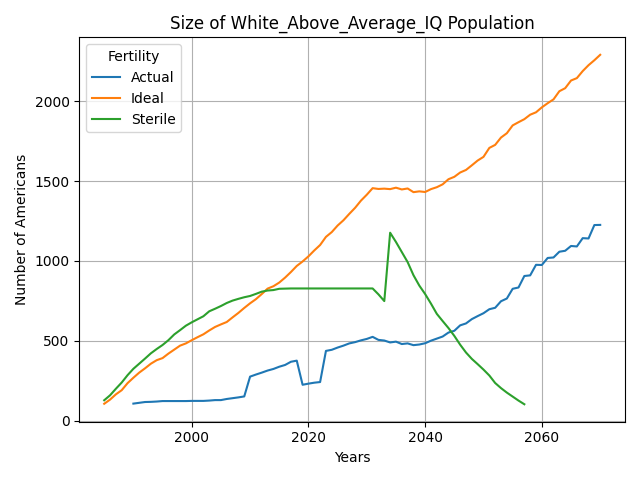 Size of White_Above_Average_IQ Population
Fertility
Actual
Ideal
Sterile
Number of Americans
2000
1500
1000
500
0
2000
2020
2040
2060
Years